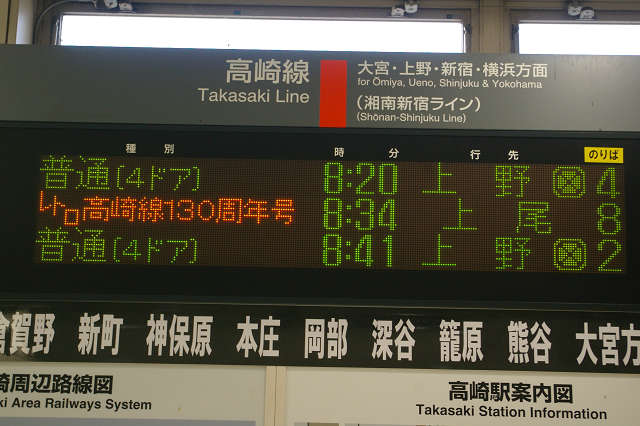 高崎線
Takasaki Line
大宮・上野・新宿・横浜方面
for Ōmiya, Ueno, Shinjuku & Yokohama
(湘南新宿ライン)
(Shōnan-Shinjuku Line)
種別 時分 行先 のりば
普通(4ドア) 8:20 上野 4
レトロ高崎線130周年号 8:34 上尾 8
普通(4ドア) 8:41 上野 2
倉賀野 新町 神保原 本庄 岡部 深谷 籠原 熊谷 大宮方
崎周辺路線図
ki Area Railways System
高崎駅案内図
Takasaki Station Information